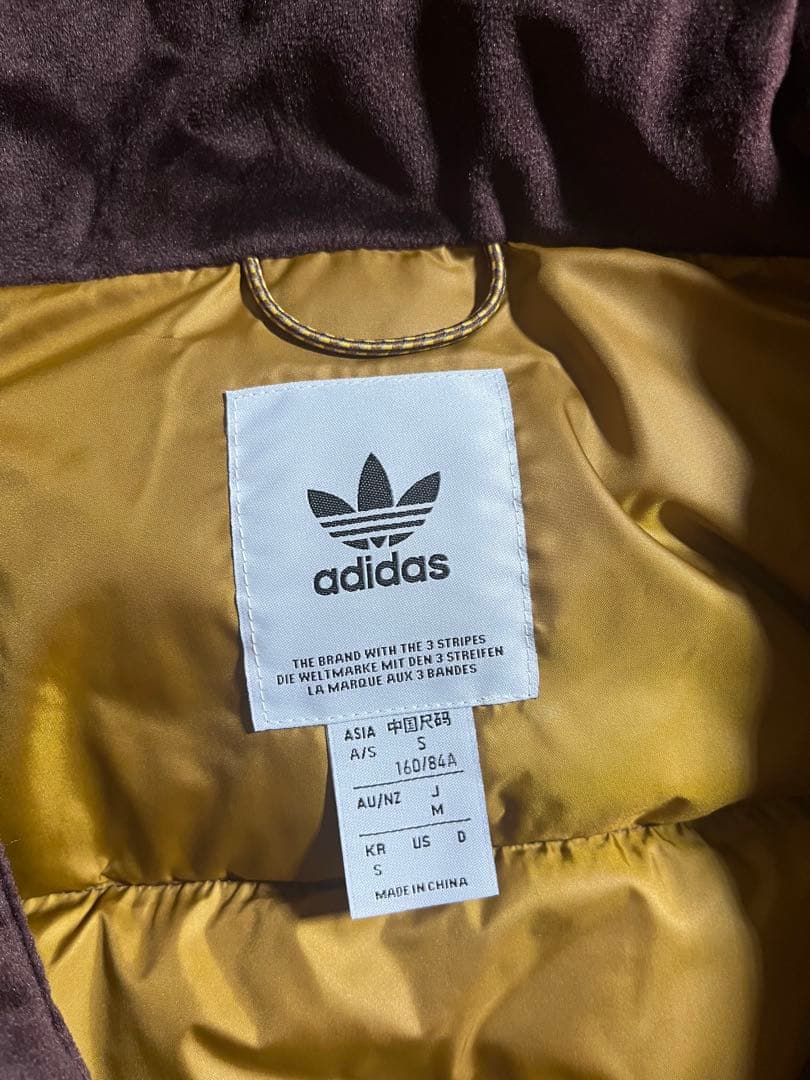 adidas
THE BRAND WITH THE 3 STRIPES
DIE WELTMARKE MIT DEN 3 STREIFEN
LA MARQUE AUX 3 BANDES
ASIA 中国尺码
A/S S
160/84A
AU/NZ J
M
KR US D
S
MADE IN CHINA